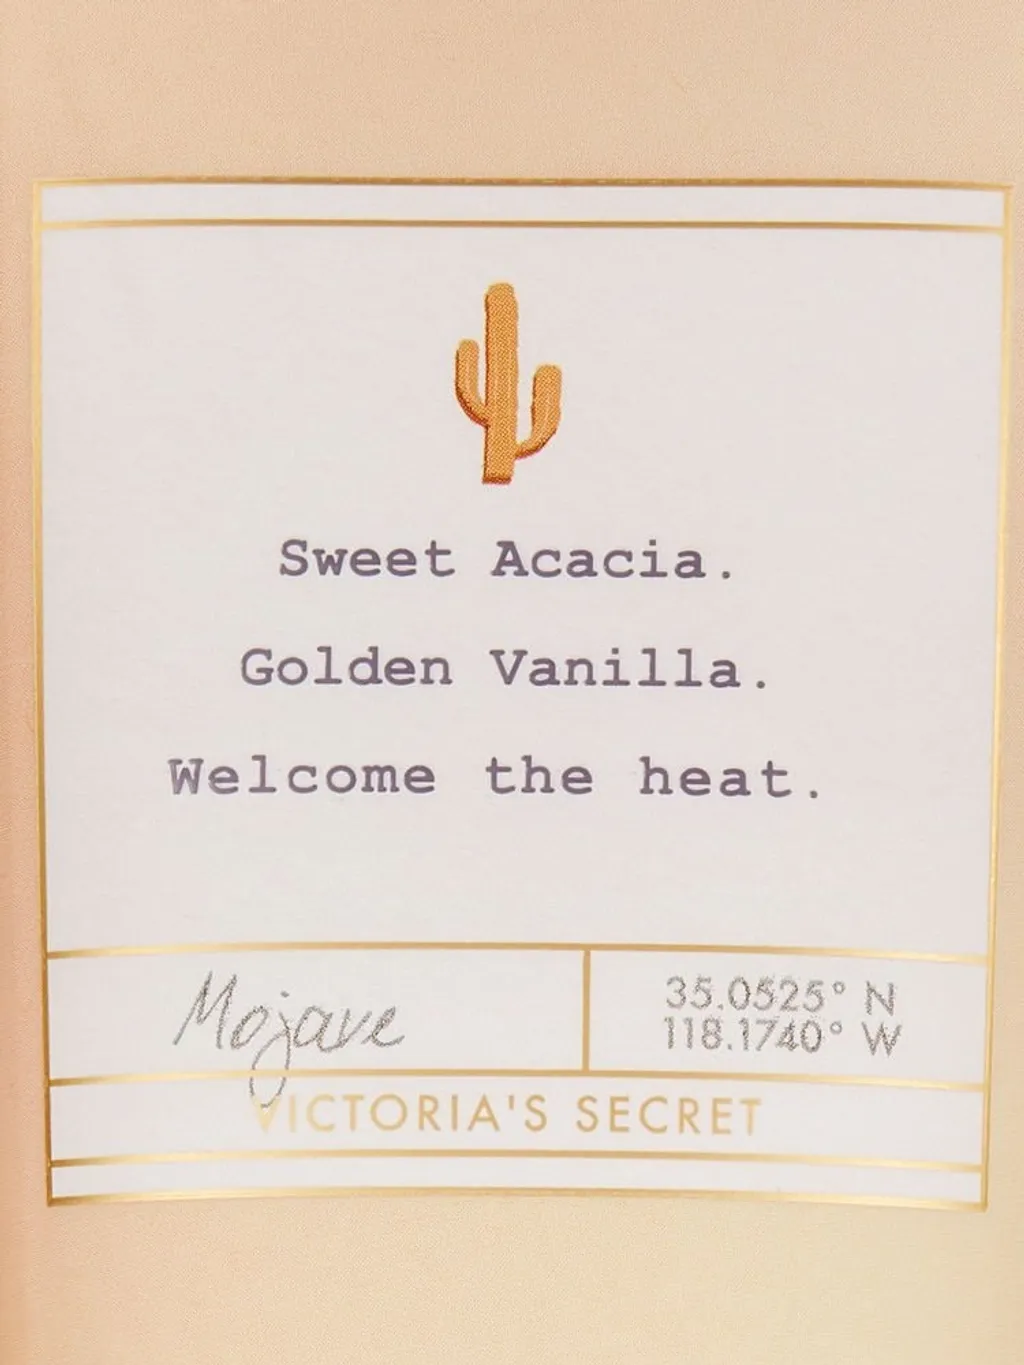 Sweet Acacia.
Golden Vanilla.
Welcome the heat.
Mojave
35.0525° N
118.1740° W
VICTORIA'S SECRET